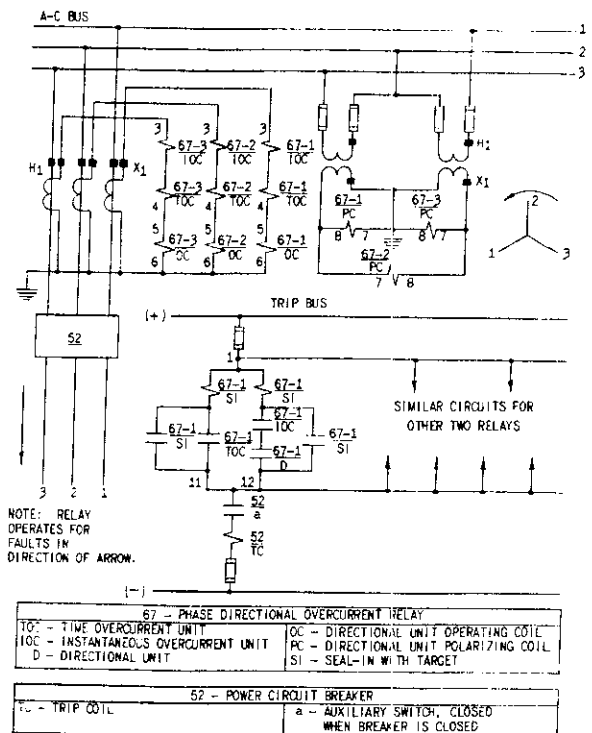 A-C BUS
1
2
3
3 3 3
67-3 67-2 67-1
IOC IOC IOC
H1 X1
67-3 67-2 67-1
TOC TOC TOC
4 4 4
5 5 5
67-3 67-2 67-1
OC OC OC
6 6 6
H1
X1
67-1 67-3
PC PC
8 7 8 7
67-2
PC
7 8
2
1 3
TRIP BUS
(+)
52
1
67-1 67-1
SI SI
67-1
IOC
67-1 67-1 67-1
SI TOC SI
67-1
D
11 12
SIMILAR CIRCUITS FOR
OTHER TWO RELAYS
52
a
52
TC
3 2 1
NOTE: RELAY
OPERATES FOR
FAULTS IN
DIRECTION OF ARROW.
(-)
67 - PHASE DIRECTIONAL OVERCURRENT RELAY
TOC - TIME OVERCURRENT UNIT
IOC - INSTANTANEOUS OVERCURRENT UNIT
D - DIRECTIONAL UNIT
OC - DIRECTIONAL UNIT OPERATING COIL
PC - DIRECTIONAL UNIT POLARIZING COIL
SI - SEAL-IN WITH TARGET
52 - POWER CIRCUIT BREAKER
TC - TRIP COIL
a - AUXILIARY SWITCH, CLOSED
WHEN BREAKER IS CLOSED